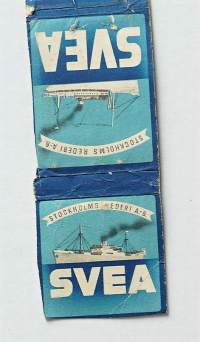 SVEA
STOCKHOLMS REDERI A-B
STOCKHOLMS REDERI A-B
SVEA